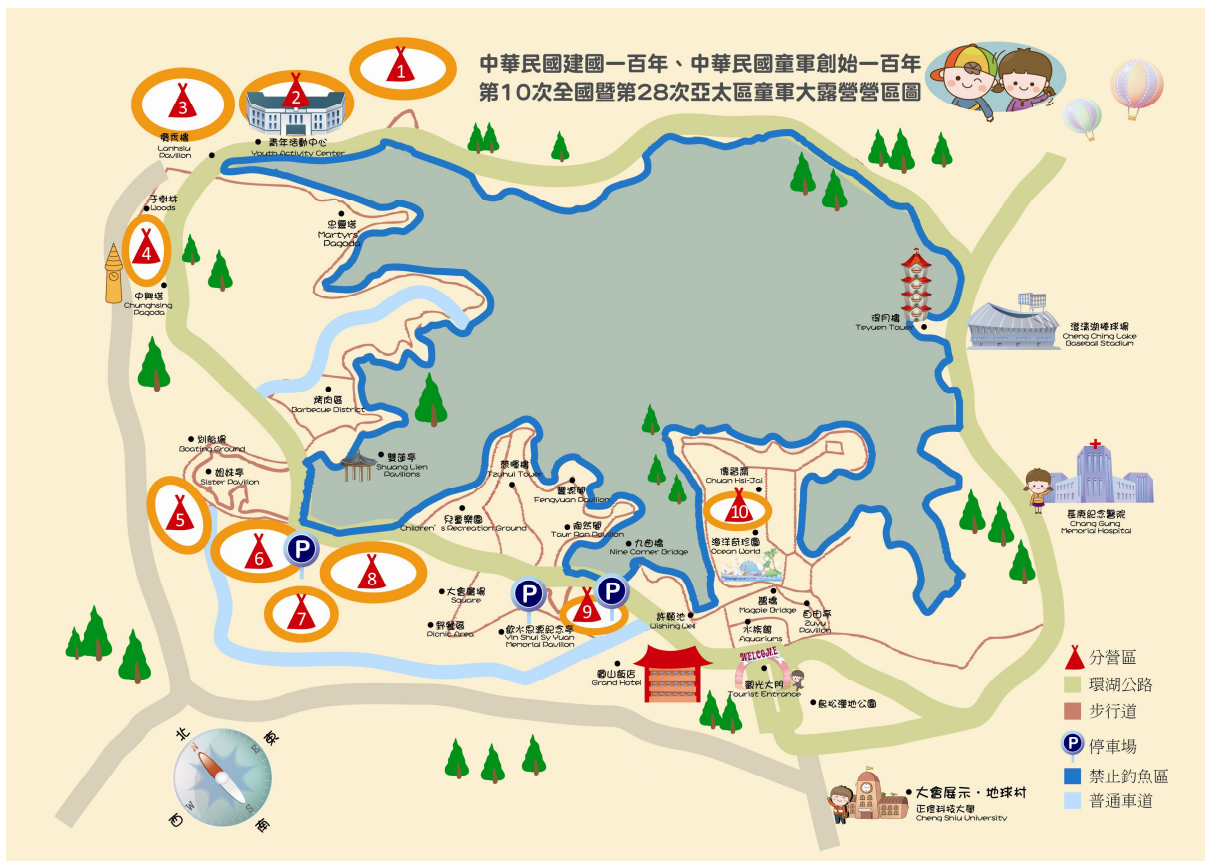 中華民國建國一百年、中華民國童軍創始一百年
第10次全國暨第28次亞太區童軍大露營營區圖
1
2
3
Lanhsiu
Pavilion
青年活動中心
Youth Activity Center
子樹林
Woods
4
中興塔
Chunghsing
Pagoda
忠靈塔
Martyrs'
Pagoda
得月樓
Teyuen Tower
澄清湖棒球場
Cheng Ching Lake
Baseball Stadium
烤肉區
Barbecue District
划船場
Boating Ground
姐妹亭
Sister Pavilion
雙蓮亭
Shuang Lien
Pavilions
慈暉樓
Tzuhui Tower
豐源閣
Fengyuan Pavilion
傳習齋
Chuan Hsi-Jai
長庚紀念醫院
Chang Gung
Memorial Hospital
5
兒童樂園
Children's Recreation Ground
陶然閣
Taur Ran Pavilion
10
九曲橋
Nine Corner Bridge
海洋奇珍園
Ocean World
6
P
8
7
大會廣場
Square
P
P
9
野餐區
Picnic Area
飲水思源紀念亭
Yin Shui Sy Yuan
Memorial Pavilion
許願池
Wishing Well
鵲橋
Magpie Bridge
自由亭
Zuyu
Pavilion
水族館
Aquariums
WELCOME
圓山飯店
Grand Hotel
觀光大門
Tourist Entrance
鳥松溼地公園
分營區
環湖公路
步行道
P
停車場
禁止釣魚區
普通車道
北
東
西
南
N
E
W
S
大會展示・地球村
正修科技大學
Cheng Shiu University